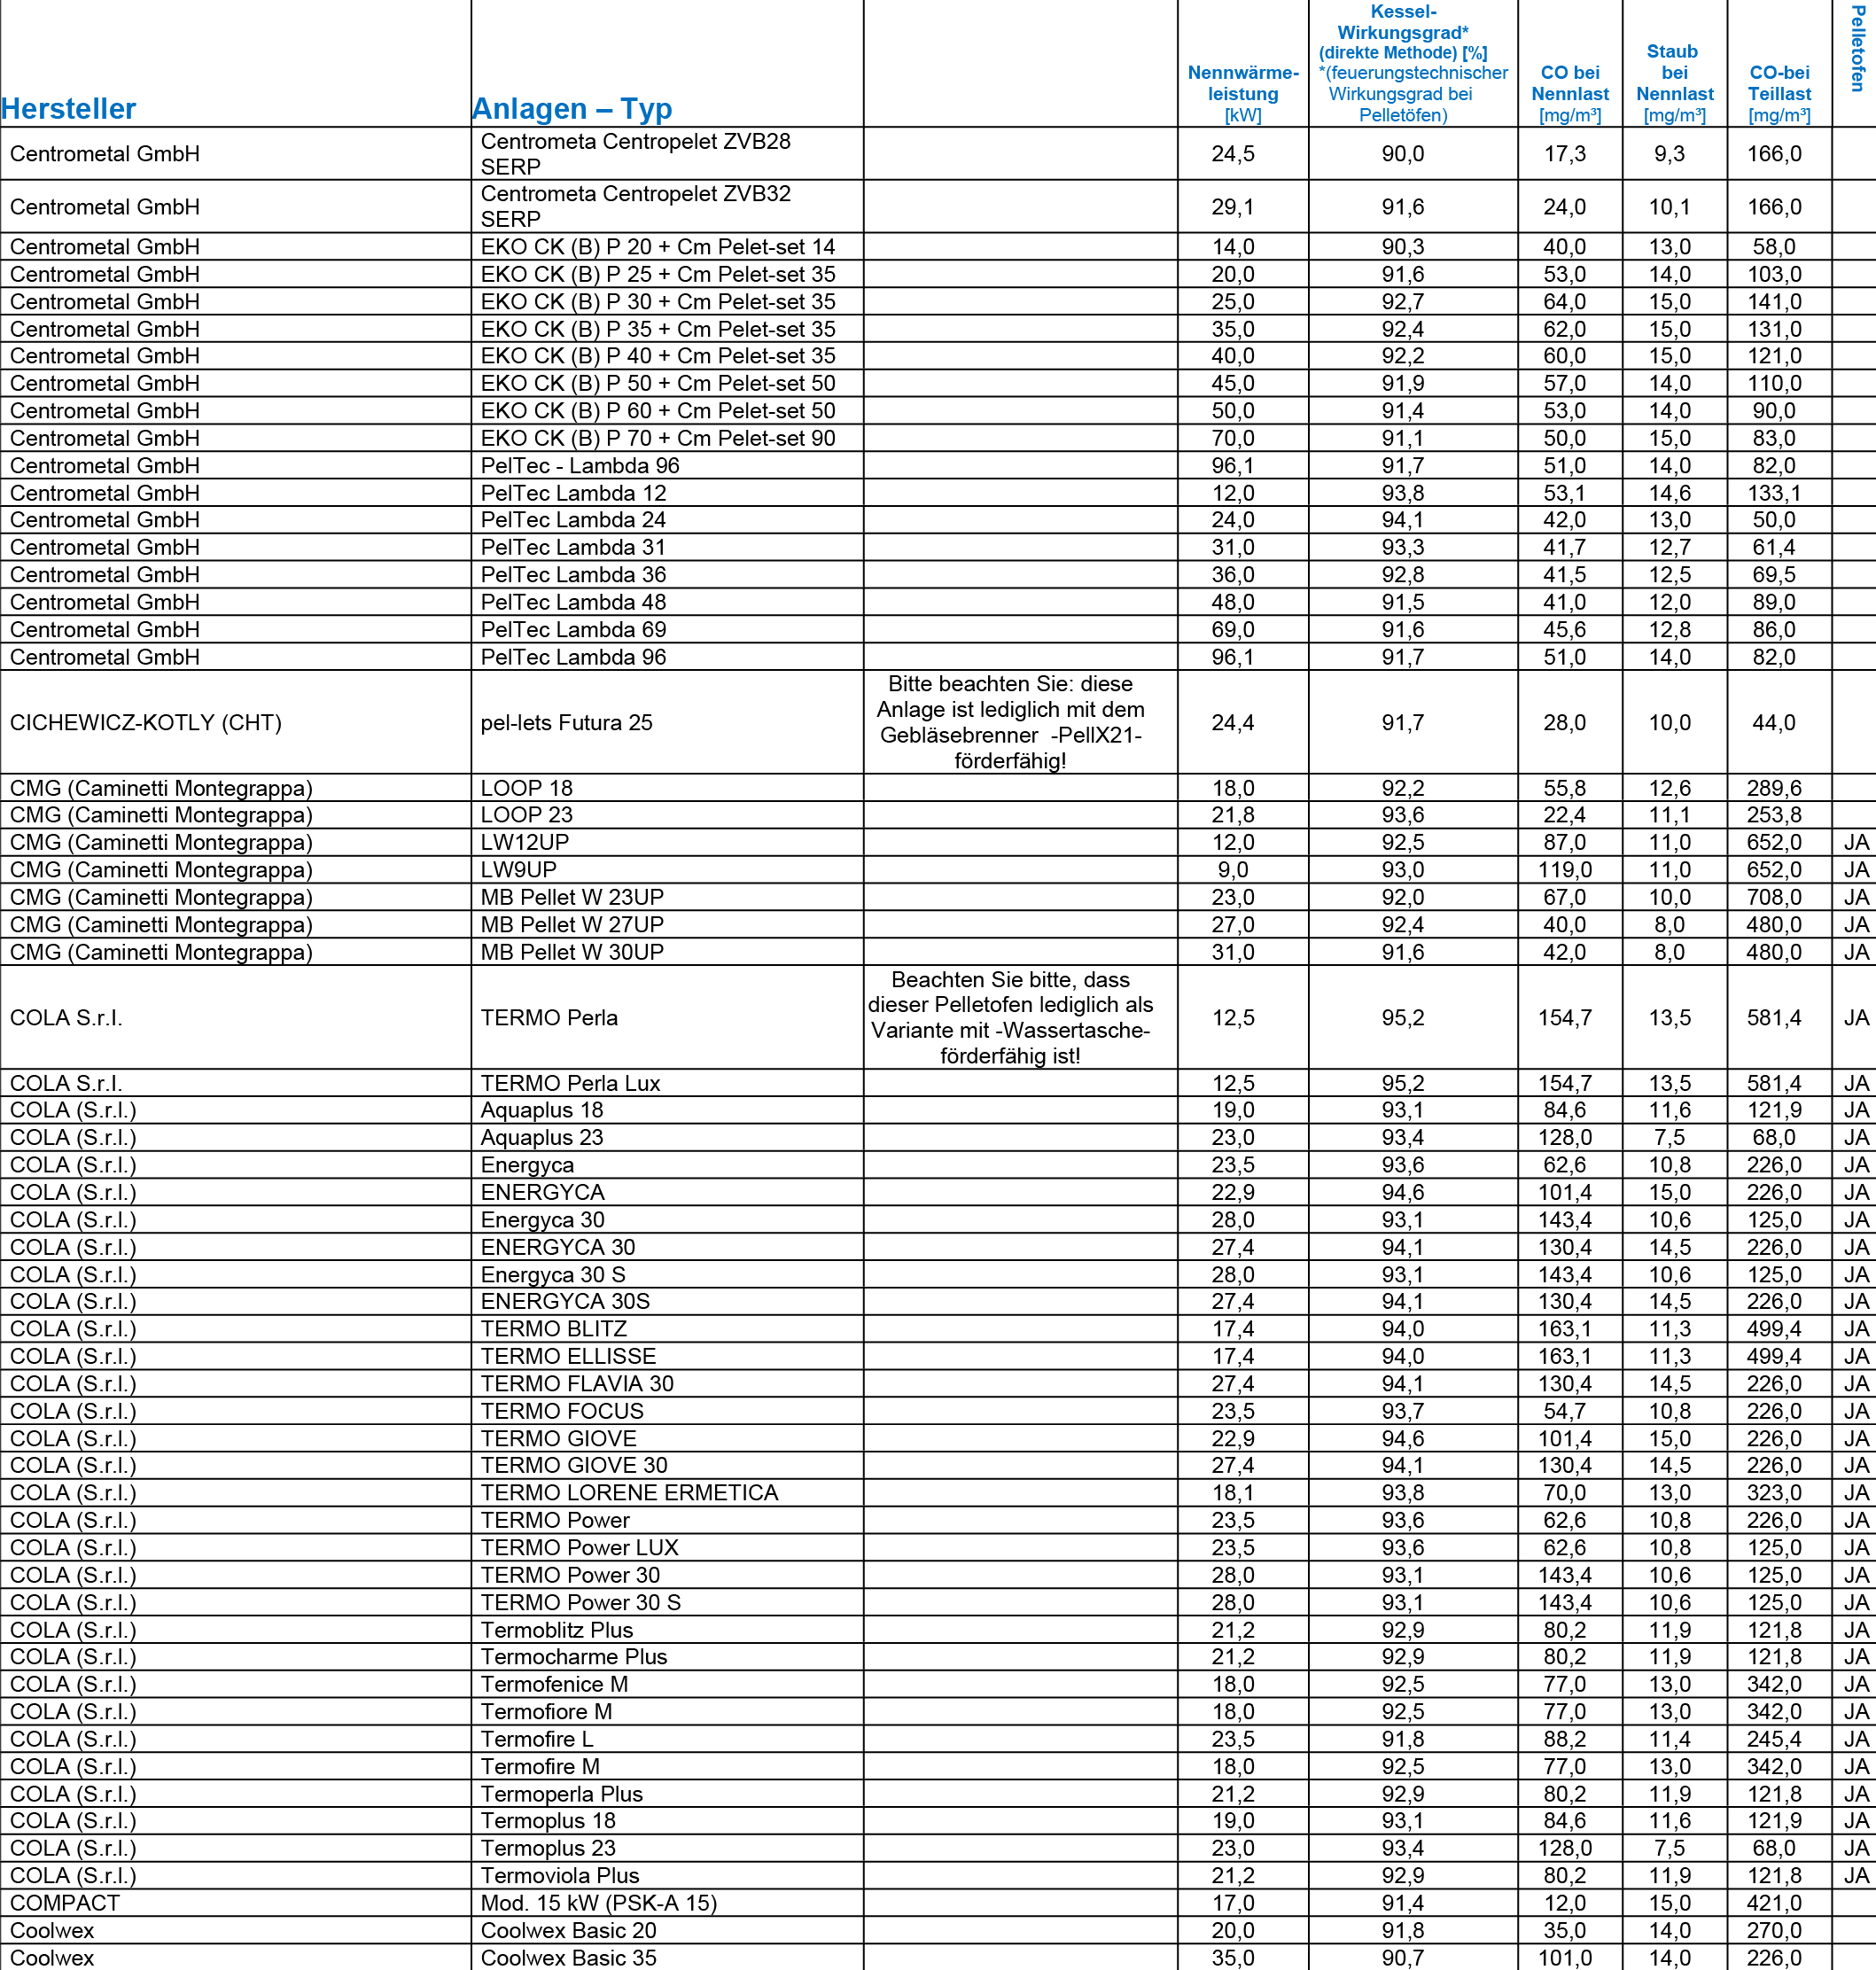 Hersteller Anlagen – Typ Nennwärme-leistung [kW] Kessel-Wirkungsgrad* (direkte Methode) [%] *(feuerungstechnischer Wirkungsgrad bei Pelletöfen) CO bei Nennlast [mg/m³] Staub bei Nennlast [mg/m³] CO-bei Teillast [mg/m³] Pelletofen
Centrometal GmbH Centrometa Centropelet ZVB28 SERP 24,5 90,0 17,3 9,3 166,0
Centrometal GmbH Centrometa Centropelet ZVB32 SERP 29,1 91,6 24,0 10,1 166,0
Centrometal GmbH EKO CK (B) P 20 + Cm Pelet-set 14 14,0 90,3 40,0 13,0 58,0
Centrometal GmbH EKO CK (B) P 25 + Cm Pelet-set 35 20,0 91,6 53,0 14,0 103,0
Centrometal GmbH EKO CK (B) P 30 + Cm Pelet-set 35 25,0 92,7 64,0 15,0 141,0
Centrometal GmbH EKO CK (B) P 35 + Cm Pelet-set 35 35,0 92,4 62,0 15,0 131,0
Centrometal GmbH EKO CK (B) P 40 + Cm Pelet-set 35 40,0 92,2 60,0 15,0 121,0
Centrometal GmbH EKO CK (B) P 50 + Cm Pelet-set 50 45,0 91,9 57,0 14,0 110,0
Centrometal GmbH EKO CK (B) P 60 + Cm Pelet-set 50 50,0 91,4 53,0 14,0 90,0
Centrometal GmbH EKO CK (B) P 70 + Cm Pelet-set 90 70,0 91,1 50,0 15,0 83,0
Centrometal GmbH PelTec - Lambda 96 96,1 91,7 51,0 14,0 82,0
Centrometal GmbH PelTec Lambda 12 12,0 93,8 53,1 14,6 133,1
Centrometal GmbH PelTec Lambda 24 24,0 94,1 42,0 13,0 50,0
Centrometal GmbH PelTec Lambda 31 31,0 93,3 41,7 12,7 61,4
Centrometal GmbH PelTec Lambda 36 36,0 92,8 41,5 12,5 69,5
Centrometal GmbH PelTec Lambda 48 48,0 91,5 41,0 12,0 89,0
Centrometal GmbH PelTec Lambda 69 69,0 91,6 45,6 12,8 86,0
Centrometal GmbH PelTec Lambda 96 96,1 91,7 51,0 14,0 82,0
CICHEWICZ-KOTLY (CHT) pel-lets Futura 25 Bitte beachten Sie: diese Anlage ist lediglich mit dem Gebläsebrenner -PellX21- förderfähig! 24,4 91,7 28,0 10,0 44,0
CMG (Caminetti Montegrappa) LOOP 18 18,0 92,2 55,8 12,6 289,6
CMG (Caminetti Montegrappa) LOOP 23 21,8 93,6 22,4 11,1 253,8
CMG (Caminetti Montegrappa) LW12UP 12,0 92,5 87,0 11,0 652,0 JA
CMG (Caminetti Montegrappa) LW9UP 9,0 93,0 119,0 11,0 652,0 JA
CMG (Caminetti Montegrappa) MB Pellet W 23UP 23,0 92,0 67,0 10,0 708,0 JA
CMG (Caminetti Montegrappa) MB Pellet W 27UP 27,0 92,4 40,0 8,0 480,0 JA
CMG (Caminetti Montegrappa) MB Pellet W 30UP 31,0 91,6 42,0 8,0 480,0 JA
COLA S.r.I. TERMO Perla Beachten Sie bitte, dass dieser Pelletofen lediglich als Variante mit -Wassertasche- förderfähig ist! 12,5 95,2 154,7 13,5 581,4 JA
COLA S.r.I. TERMO Perla Lux 12,5 95,2 154,7 13,5 581,4 JA
COLA (S.r.l.) Aquaplus 18 19,0 93,1 84,6 11,6 121,9 JA
COLA (S.r.l.) Aquaplus 23 23,0 93,4 128,0 7,5 68,0 JA
COLA (S.r.l.) Energyca 23,5 93,6 62,6 10,8 226,0 JA
COLA (S.r.l.) ENERGYCA 22,9 94,6 101,4 15,0 226,0 JA
COLA (S.r.l.) Energyca 30 28,0 93,1 143,4 10,6 125,0 JA
COLA (S.r.l.) ENERGYCA 30 27,4 94,1 130,4 14,5 226,0 JA
COLA (S.r.l.) Energyca 30 S 28,0 93,1 143,4 10,6 125,0 JA
COLA (S.r.l.) ENERGYCA 30S 27,4 94,1 130,4 14,5 226,0 JA
COLA (S.r.l.) TERMO BLITZ 17,4 94,0 163,1 11,3 499,4 JA
COLA (S.r.l.) TERMO ELLISSE 17,4 94,0 163,1 11,3 499,4 JA
COLA (S.r.l.) TERMO FLAVIA 30 27,4 94,1 130,4 14,5 226,0 JA
COLA (S.r.l.) TERMO FOCUS 23,5 93,7 54,7 10,8 226,0 JA
COLA (S.r.l.) TERMO GIOVE 22,9 94,6 101,4 15,0 226,0 JA
COLA (S.r.l.) TERMO GIOVE 30 27,4 94,1 130,4 14,5 226,0 JA
COLA (S.r.l.) TERMO LORENE ERMETICA 18,1 93,8 70,0 13,0 323,0 JA
COLA (S.r.l.) TERMO Power 23,5 93,6 62,6 10,8 226,0 JA
COLA (S.r.l.) TERMO Power LUX 23,5 93,6 62,6 10,8 125,0 JA
COLA (S.r.l.) TERMO Power 30 28,0 93,1 143,4 10,6 125,0 JA
COLA (S.r.l.) TERMO Power 30 S 28,0 93,1 143,4 10,6 125,0 JA
COLA (S.r.l.) Termoblitz Plus 21,2 92,9 80,2 11,9 121,8 JA
COLA (S.r.l.) Termocharme Plus 21,2 92,9 80,2 11,9 121,8 JA
COLA (S.r.l.) Termofenice M 18,0 92,5 77,0 13,0 342,0 JA
COLA (S.r.l.) Termofiore M 18,0 92,5 77,0 13,0 342,0 JA
COLA (S.r.l.) Termofire L 23,5 91,8 88,2 11,4 245,4 JA
COLA (S.r.l.) Termofire M 18,0 92,5 77,0 13,0 342,0 JA
COLA (S.r.l.) Termoperla Plus 21,2 92,9 80,2 11,9 121,8 JA
COLA (S.r.l.) Termoplus 18 19,0 93,1 84,6 11,6 121,9 JA
COLA (S.r.l.) Termoplus 23 23,0 93,4 128,0 7,5 68,0 JA
COLA (S.r.l.) Termoviola Plus 21,2 92,9 80,2 11,9 121,8 JA
COMPACT Mod. 15 kW (PSK-A 15) 17,0 91,4 12,0 15,0 421,0
Coolwex Coolwex Basic 20 20,0 91,8 35,0 14,0 270,0
Coolwex Coolwex Basic 35 35,0 90,7 101,0 14,0 226,0